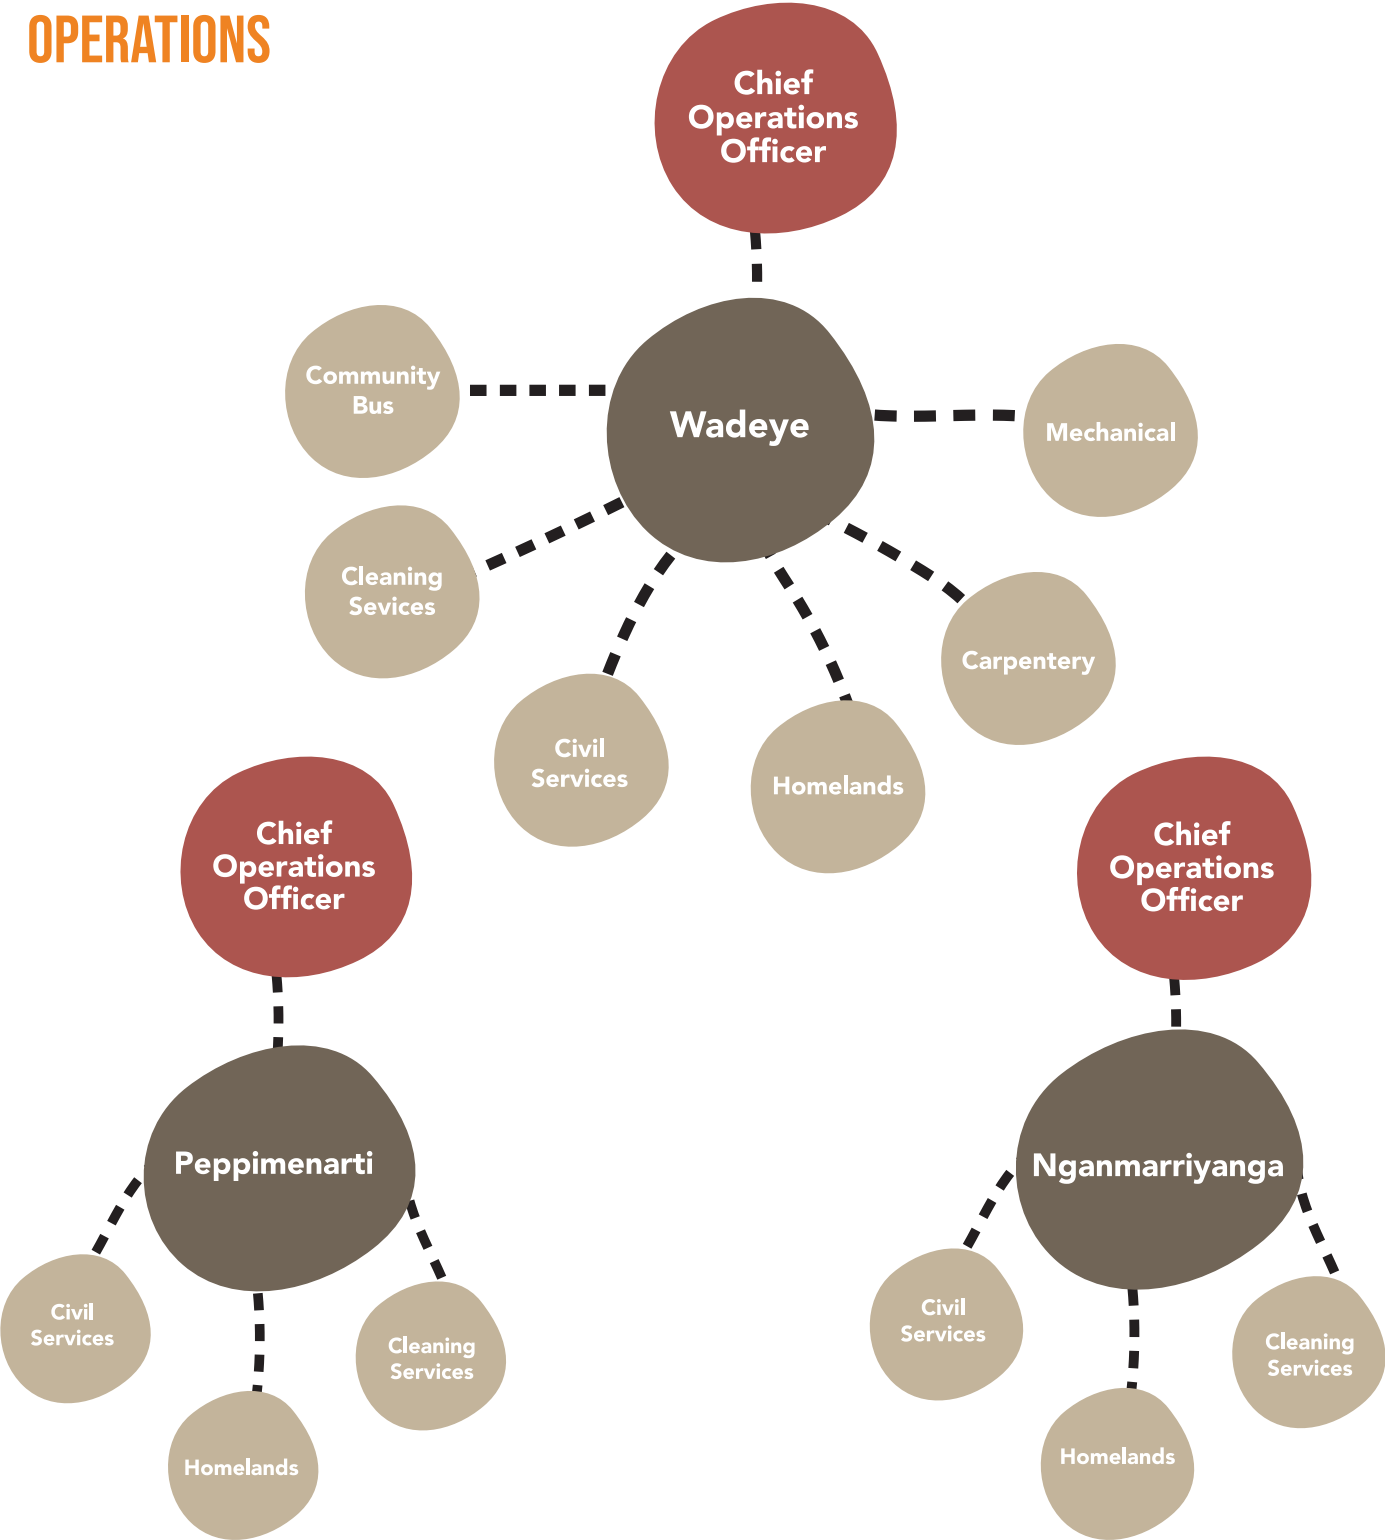 OPERATIONS
Chief
Operations
Officer
Wadeye
Community
Bus
Mechanical
Cleaning
Sevices
Carpentery
Civil
Services
Homelands
Chief
Operations
Officer
Peppimenarti
Civil
Services
Cleaning
Services
Homelands
Chief
Operations
Officer
Nganmarriyanga
Civil
Services
Cleaning
Services
Homelands